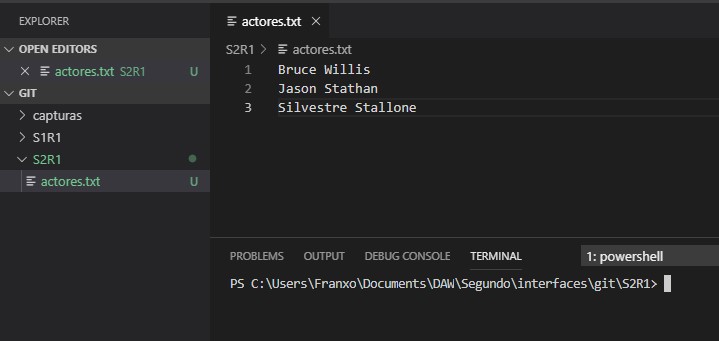 EXPLORER
OPEN EDITORS
actores.txt S2R1 U
GIT
capturas
S1R1
S2R1
actores.txt U
actores.txt
S2R1 > actores.txt
1 Bruce Willis
2 Jason Stathan
3 Silvestre Stallone
PROBLEMS OUTPUT DEBUG CONSOLE TERMINAL 1: powershell
PS C:\Users\Franxo\Documents\DAW\Segundo\interfaces\git\S2R1>